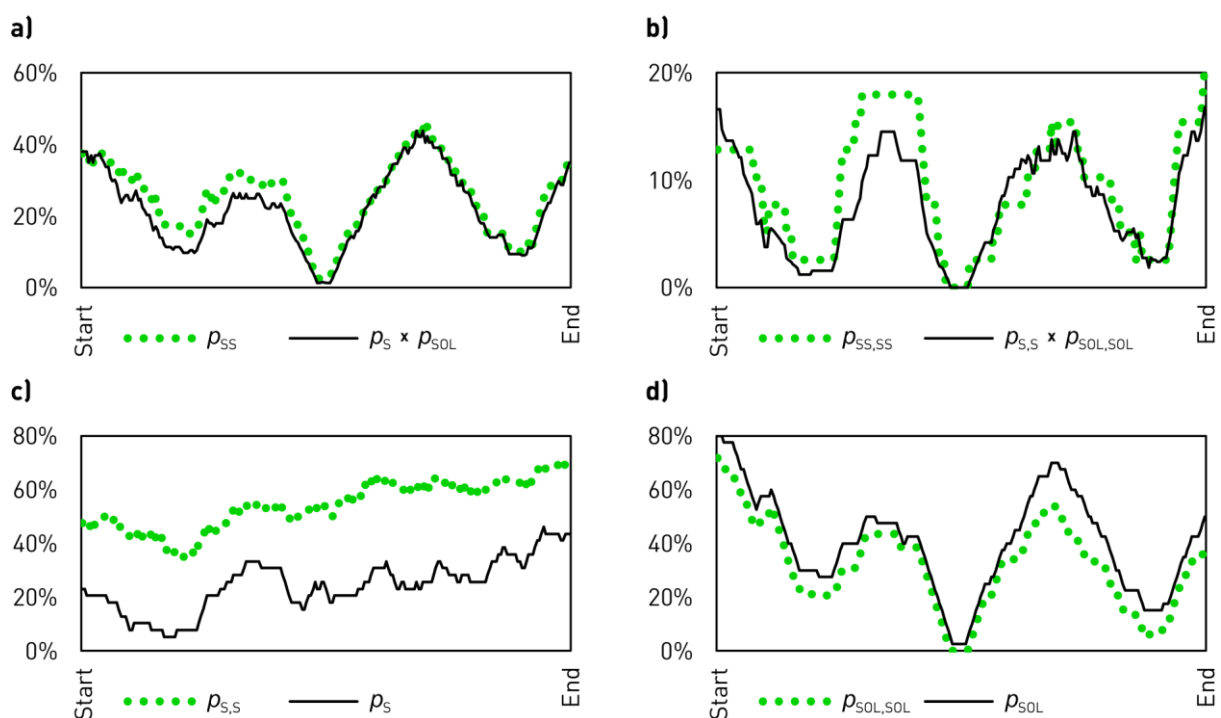 a)
60%
40%
20%
0%
Start
End
pSS
pS x pSOL
b)
20%
10%
0%
Start
End
pSS,SS
pS,S x pSOL,SOL
c)
80%
60%
40%
20%
0%
Start
End
pS,S
pS
d)
80%
60%
40%
20%
0%
Start
End
pSOL,SOL
pSOL